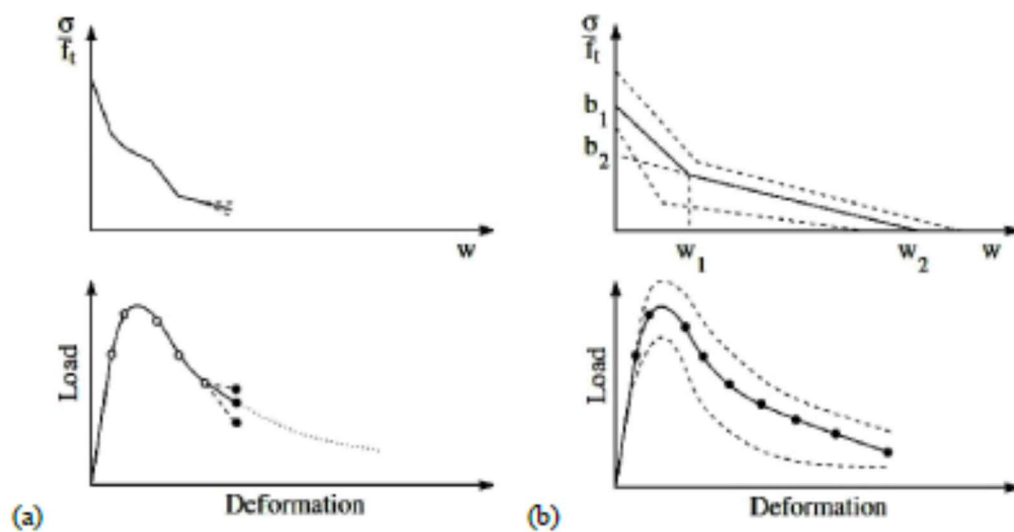 σ
f_t
w
Load
Deformation
(a)
σ
f_t
b_1
b_2
w_1
w_2
w
Load
Deformation
(b)